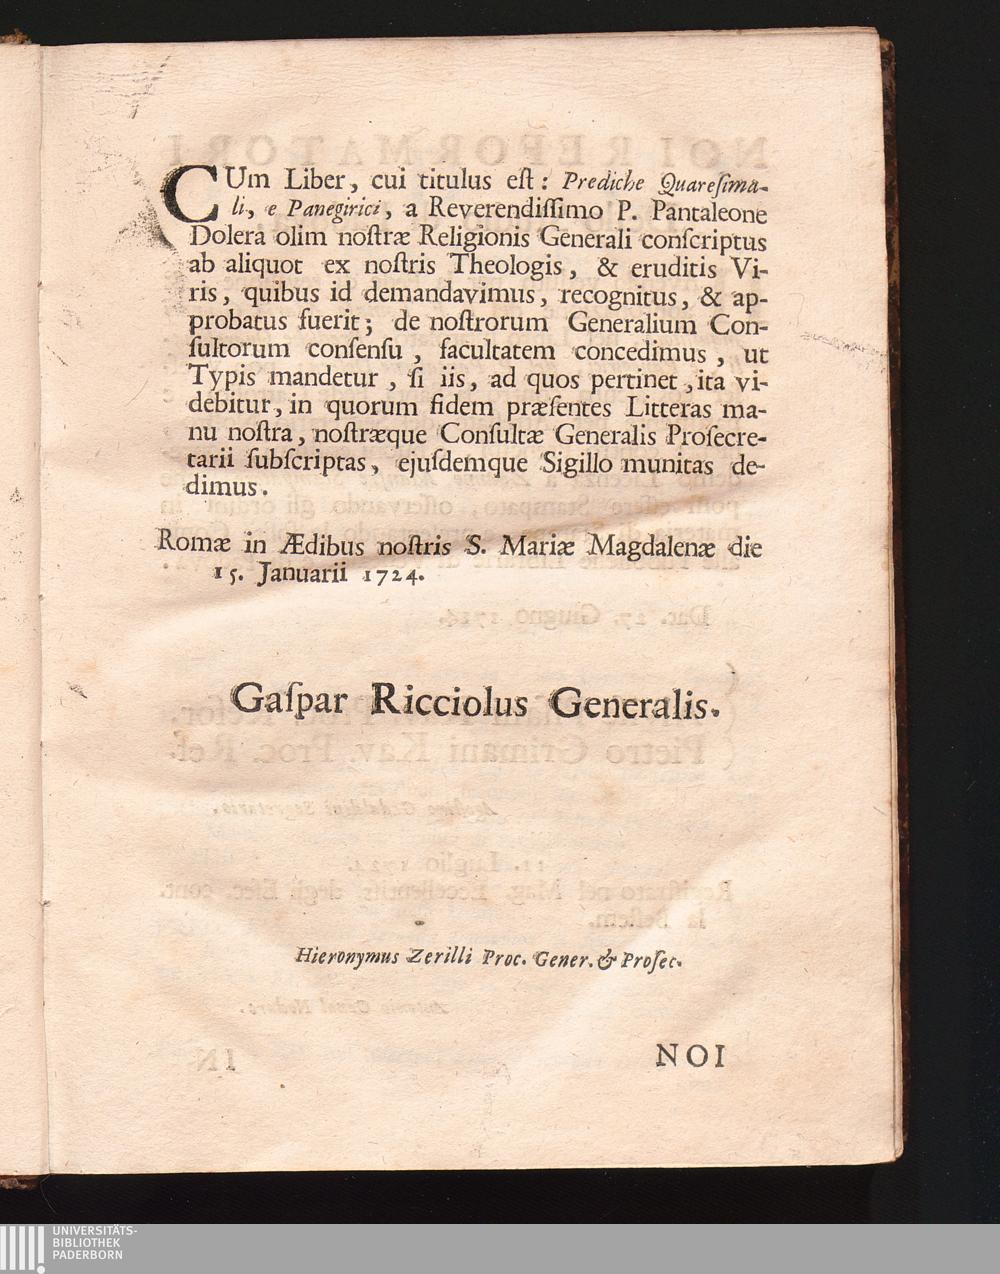 CUm Liber, cui titulus eſt: Prediche Quareſima-
li, e Panegirici, a Reverendiſſimo P. Pantaleone
Dolera olim noſtræ Religionis Generali conſcriptus
ab aliquot ex noſtris Theologis, & eruditis Vi-
ris, quibus id demandavimus, recognitus, & ap-
probatus fuerit; de noſtrorum Generalium Con-
ſultorum conſenſu, facultatem concedimus, ut
Typis mandetur, ſi iis, ad quos pertinet, ita vi-
debitur, in quorum fidem præſentes Litteras ma-
nu noſtra, noſtræque Conſultæ Generalis Proſecre-
tarii ſubſcriptas, ejuſdemque Sigillo munitas de-
dimus.
Romæ in Ædibus noſtris S. Mariæ Magdalenæ die
15. Januarii 1724.
Gaſpar Ricciolus Generalis.
Hieronymus Zerilli Proc. Gener. & Proſec.
NOI
UNIVERSITÄTS-
BIBLIOTHEK
PADERBORN